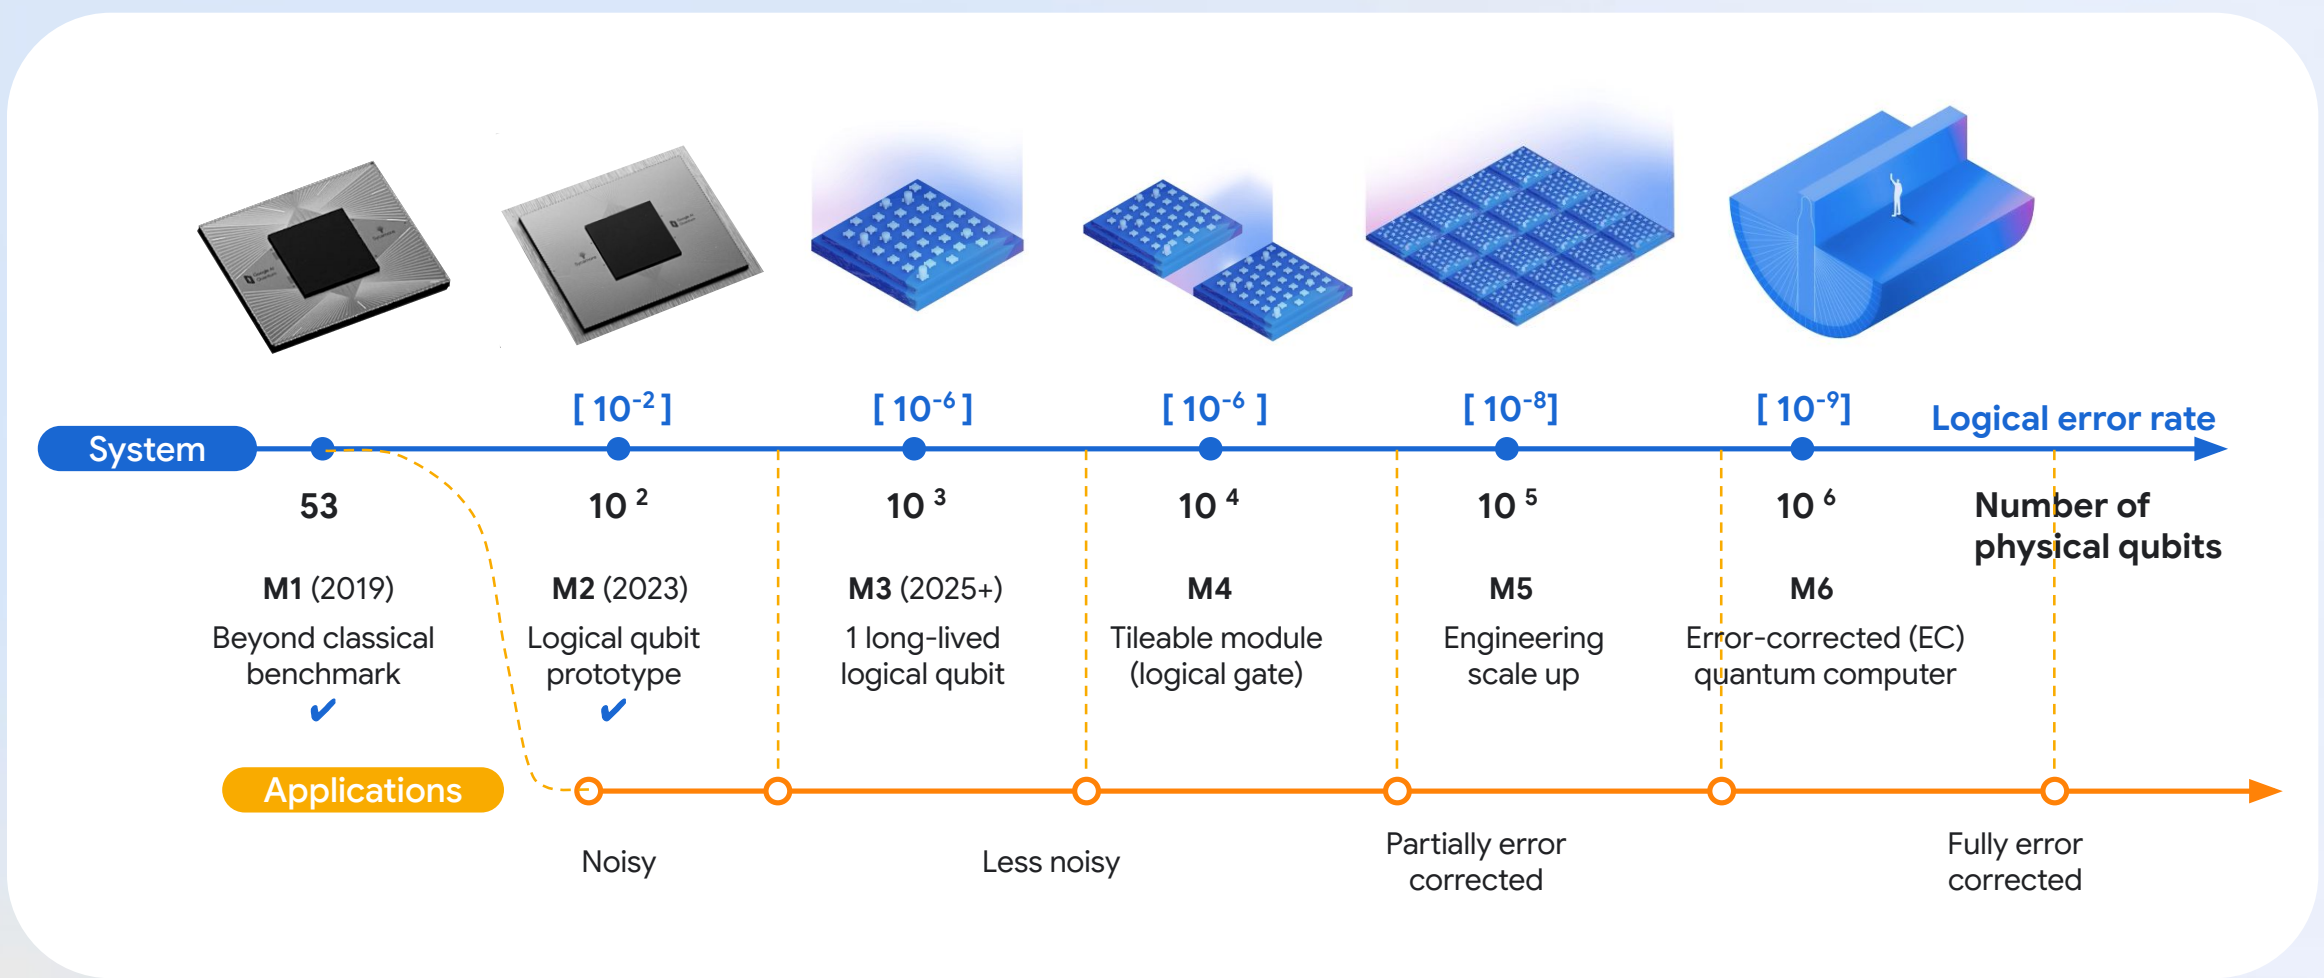 [ 10⁻² ]
[ 10⁻⁶ ]
[ 10⁻⁶ ]
[ 10⁻⁸]
[ 10⁻⁹]
Logical error rate
System
53
10 ²
10 ³
10 ⁴
10 ⁵
10 ⁶
Number of
physical qubits
M1 (2019)
Beyond classical
benchmark
✔
M2 (2023)
Logical qubit
prototype
✔
M3 (2025+)
1 long-lived
logical qubit
M4
Tileable module
(logical gate)
M5
Engineering
scale up
M6
Error-corrected (EC)
quantum computer
Applications
Noisy
Less noisy
Partially error
corrected
Fully error
corrected